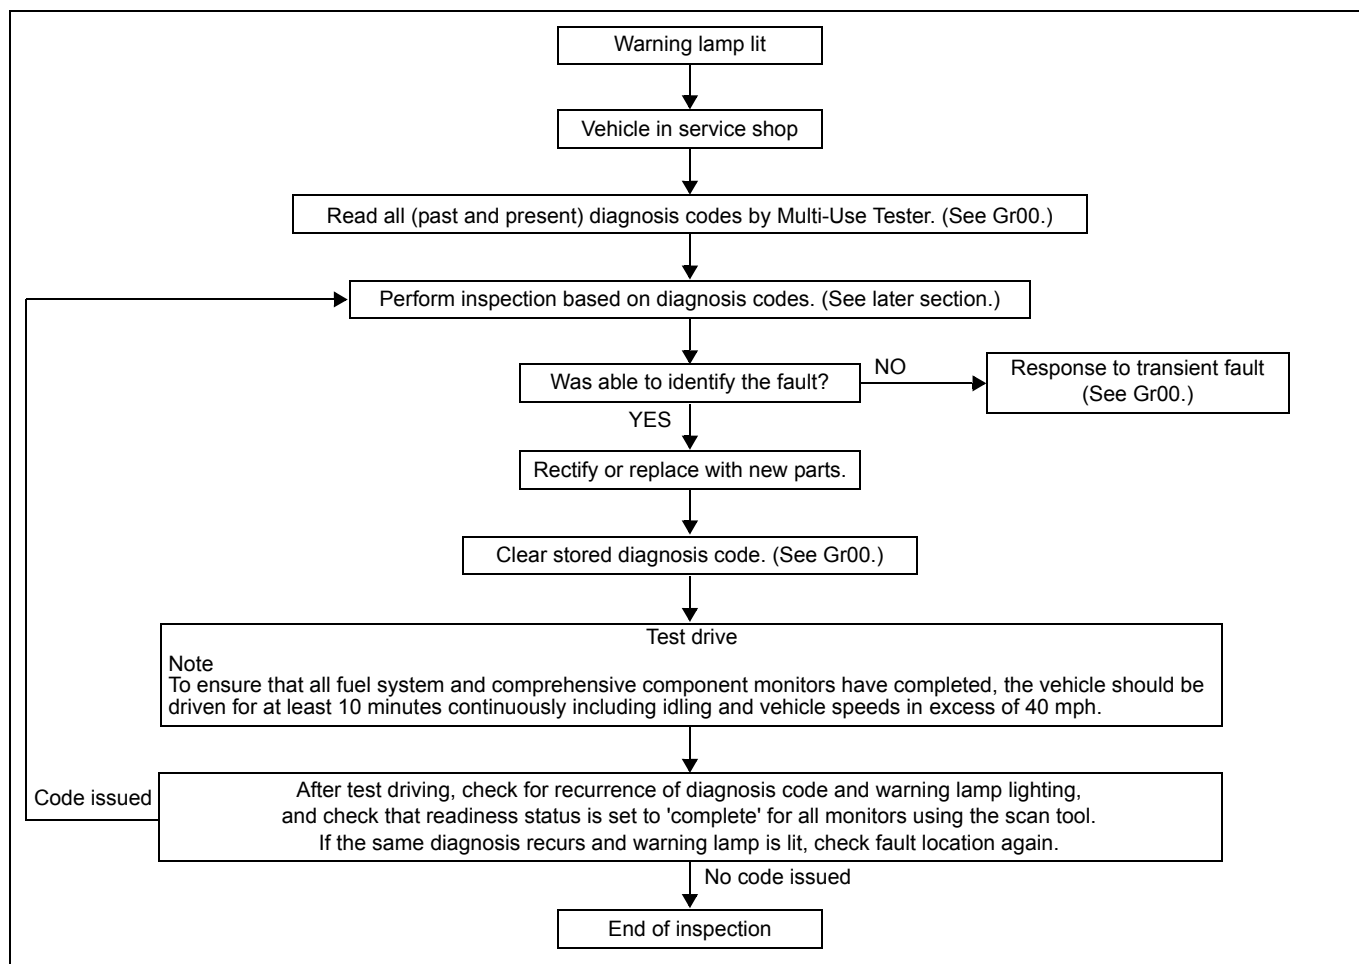 Warning lamp lit
Vehicle in service shop
Read all (past and present) diagnosis codes by Multi-Use Tester. (See Gr00.)
Perform inspection based on diagnosis codes. (See later section.)
Was able to identify the fault?
NO
Response to transient fault
(See Gr00.)
YES
Rectify or replace with new parts.
Clear stored diagnosis code. (See Gr00.)
Test drive
Note
To ensure that all fuel system and comprehensive component monitors have completed, the vehicle should be
driven for at least 10 minutes continuously including idling and vehicle speeds in excess of 40 mph.
Code issued
After test driving, check for recurrence of diagnosis code and warning lamp lighting,
and check that readiness status is set to 'complete' for all monitors using the scan tool.
If the same diagnosis recurs and warning lamp is lit, check fault location again.
No code issued
End of inspection